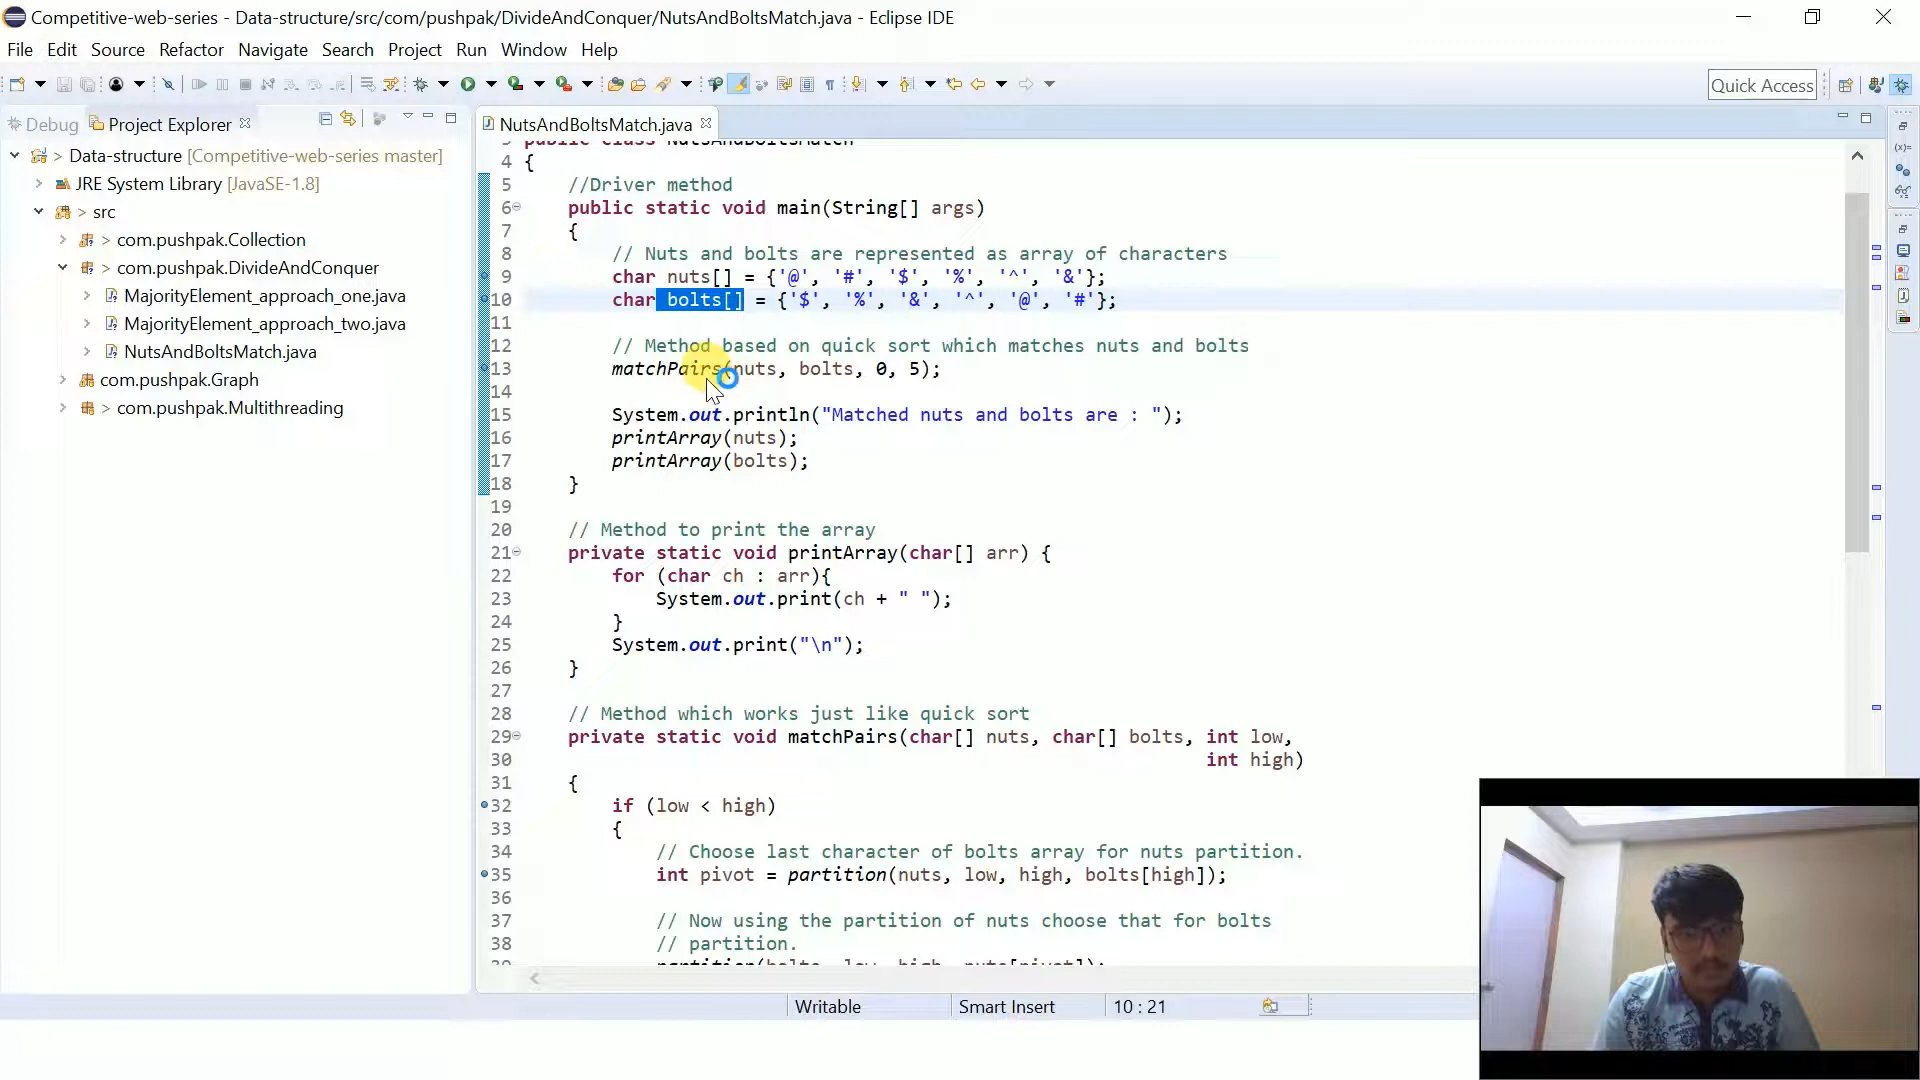 Competitive-web-series - Data-structure/src/com/pushpak/DivideAndConquer/NutsAndBoltsMatch.java - Eclipse IDE
File Edit Source Refactor Navigate Search Project Run Window Help
Quick Access
Debug Project Explorer
NutsAndBoltsMatch.java
> Data-structure [Competitive-web-series master]
JRE System Library [JavaSE-1.8]
> src
> com.pushpak.Collection
> com.pushpak.DivideAndConquer
MajorityElement_approach_one.java
MajorityElement_approach_two.java
NutsAndBoltsMatch.java
com.pushpak.Graph
> com.pushpak.Multithreading
public class NutsAndBoltsMatch
4 {
5 //Driver method
6 public static void main(String[] args)
7 {
8 // Nuts and bolts are represented as array of characters
9 char nuts[] = {'@', '#', '$', '%', '^', '&'};
10 char bolts[] = {'$', '%', '&', '^', '@', '#'};
11
12 // Method based on quick sort which matches nuts and bolts
13 matchPairs(nuts, bolts, 0, 5);
14
15 System.out.println("Matched nuts and bolts are : ");
16 printArray(nuts);
17 printArray(bolts);
18 }
19
20 // Method to print the array
21 private static void printArray(char[] arr) {
22 for (char ch : arr){
23 System.out.print(ch + " ");
24 }
25 System.out.print("\n");
26 }
27
28 // Method which works just like quick sort
29 private static void matchPairs(char[] nuts, char[] bolts, int low,
30 int high)
31 {
32 if (low < high)
33 {
34 // Choose last character of bolts array for nuts partition.
35 int pivot = partition(nuts, low, high, bolts[high]);
36
37 // Now using the partition of nuts choose that for bolts
38 // partition.
39 partition(bolts, low, high, nuts[pivot]);
Writable Smart Insert 10 : 21